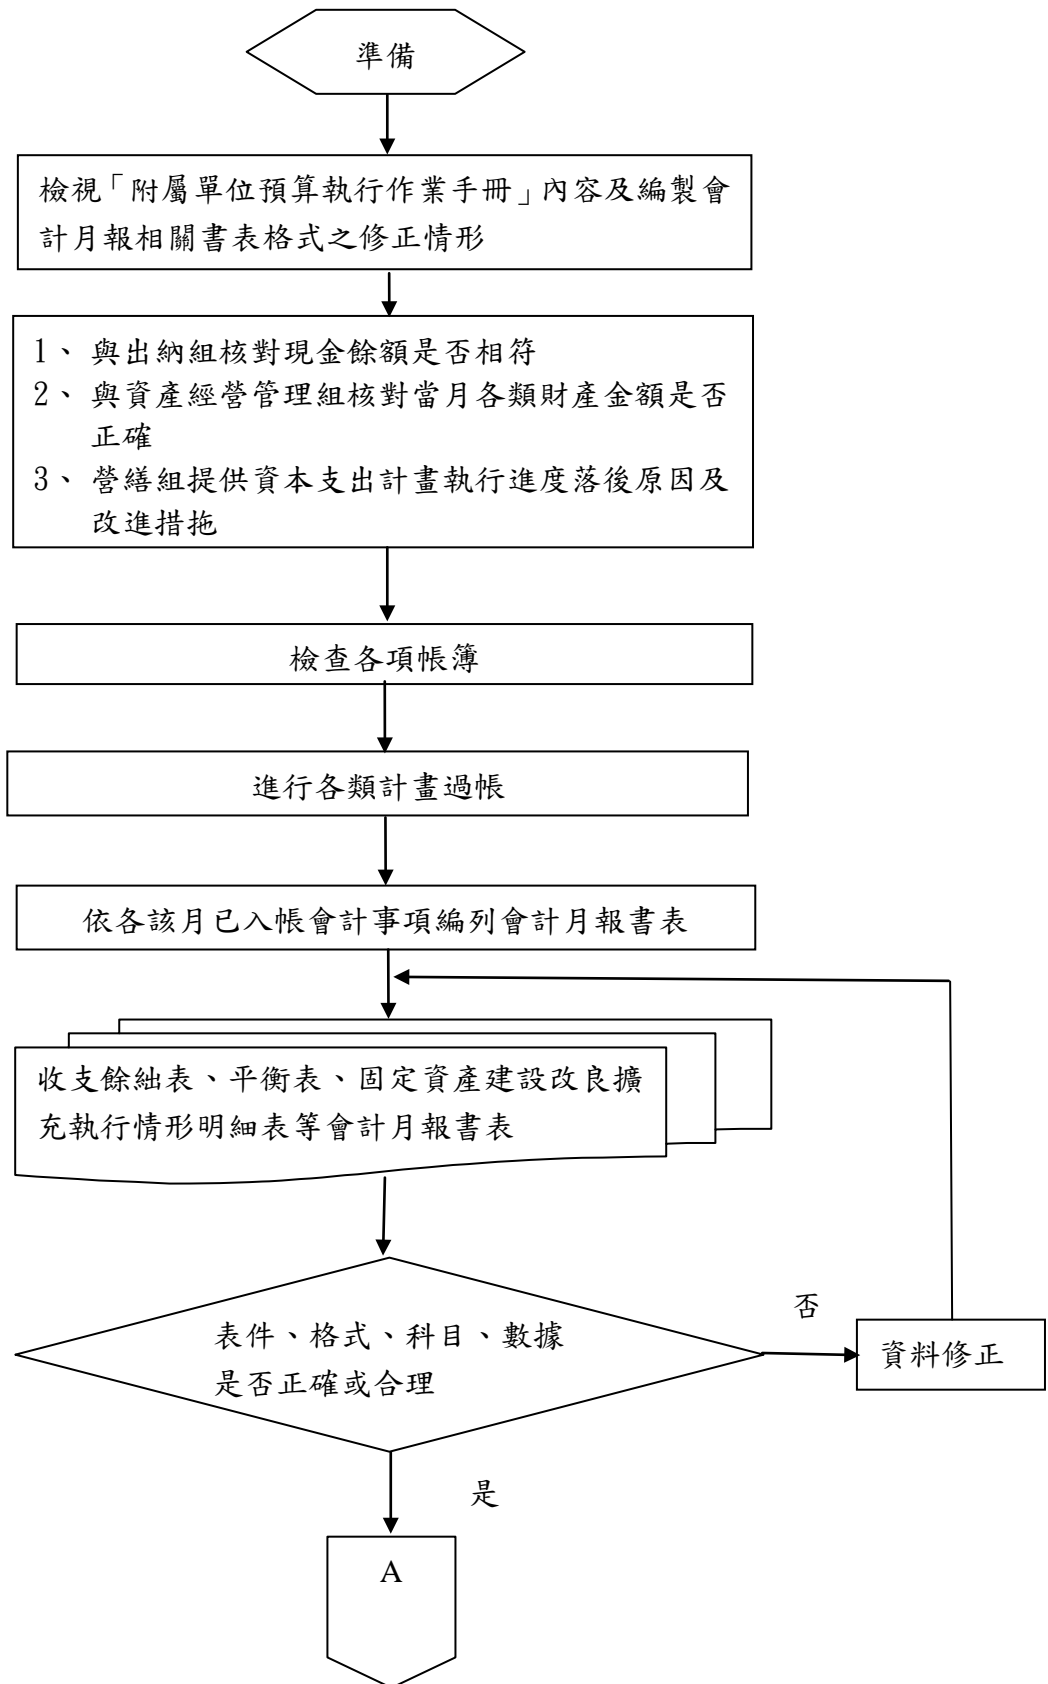 準備
檢視「附屬單位預算執行作業手冊」內容及編製會
計月報相關書表格式之修正情形
1、 與出納組核對現金餘額是否相符
2、 與資產經營管理組核對當月各類財產金額是否
正確
3、 營繕組提供資本支出計畫執行進度落後原因及
改進措拖
檢查各項帳簿
進行各類計畫過帳
依各該月已入帳會計事項編列會計月報書表
收支餘絀表、平衡表、固定資產建設改良擴
充執行情形明細表等會計月報書表
表件、格式、科目、數據
是否正確或合理
否
資料修正
是
A